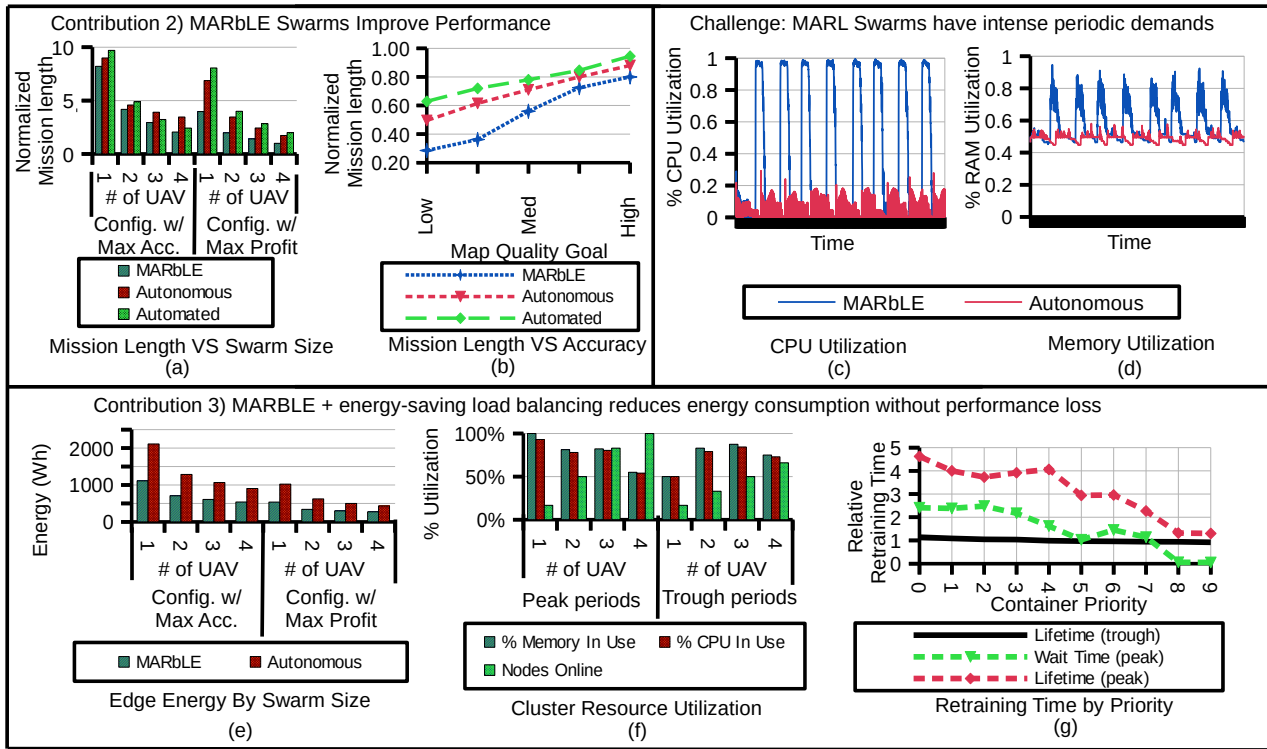 Contribution 2) MARbLE Swarms Improve Performance
Normalized
Mission length
10
5
0
1 2 3 4 1 2 3 4
# of UAV # of UAV
Config. w/ Config. w/
Max Acc. Max Profit
MARbLE
Autonomous
Automated
Mission Length VS Swarm Size
(a)
Normalized
Mission length
1.00
0.80
0.60
0.40
0.20
Low Med High
Map Quality Goal
MARbLE
Autonomous
Automated
Mission Length VS Accuracy
(b)
Challenge: MARL Swarms have intense periodic demands
% CPU Utilization
1
0.8
0.6
0.4
0.2
0
Time
% RAM Utilization
1
0.8
0.6
0.4
0.2
0
Time
MARbLE Autonomous
CPU Utilization
(c)
Memory Utilization
(d)
Contribution 3) MARBLE + energy-saving load balancing reduces energy consumption without performance loss
Energy (Wh)
2000
1000
0
1 2 3 4 1 2 3 4
# of UAV # of UAV
Config. w/ Config. w/
Max Acc. Max Profit
MARbLE Autonomous
Edge Energy By Swarm Size
(e)
% Utilization
100%
50%
0%
1 2 3 4 1 2 3 4
# of UAV # of UAV
Peak periods Trough periods
% Memory In Use % CPU In Use
Nodes Online
Cluster Resource Utilization
(f)
Relative
Retraining Time
5
4
3
2
1
0
0 1 2 3 4 5 6 7 8 9
Container Priority
Lifetime (trough)
Wait Time (peak)
Lifetime (peak)
Retraining Time by Priority
(g)